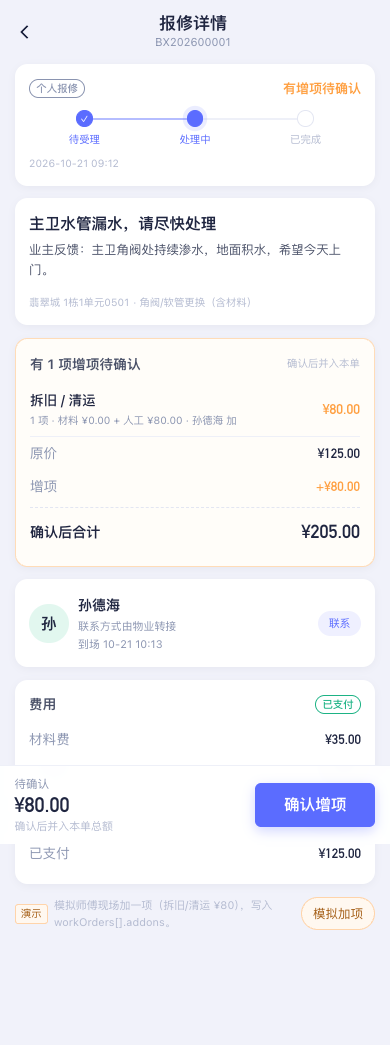 报修详情
BX202600001
个人报修
有增项待确认
待受理
处理中
已完成
2026-10-21 09:12
主卫水管漏水，请尽快处理
业主反馈：主卫角阀处持续渗水，地面积水，希望今天上
门。
翡翠城 1栋1单元0501 · 角阀/软管更换（含材料）
有 1 项增项待确认
确认后并入本单
拆旧 / 清运
¥80.00
1 项 · 材料 ¥0.00 + 人工 ¥80.00 · 孙德海 加
原价
¥125.00
增项
+¥80.00
确认后合计
¥205.00
孙
孙德海
联系方式由物业转接
到场 10-21 10:13
联系
费用
已支付
材料费
¥35.00
待确认
¥80.00
确认后并入本单总额
确认增项
已支付
¥125.00
演示
模拟师傅现场加一项（拆旧/清运 ¥80），写入
workOrders[].addons。
模拟加项